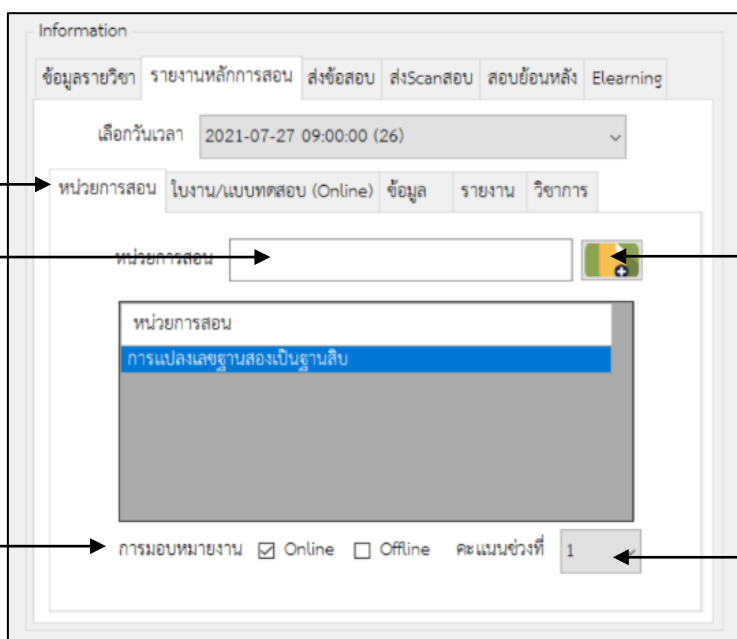 Information
ข้อมูลรายวิชา รายงานหลักการสอน ส่งข้อสอบ ส่งScanสอบ สอบย้อนหลัง Elearning
เลือกวันเวลา 2021-07-27 09:00:00 (26)
หน่วยการสอน ใบงาน/แบบทดสอบ (Online) ข้อมูล รายงาน วิชาการ
หน่วยการสอน
หน่วยการสอน
การแปลงเลขฐานสองเป็นฐานสิบ
การมอบหมายงาน Online Offline คะแนนช่วงที่ 1